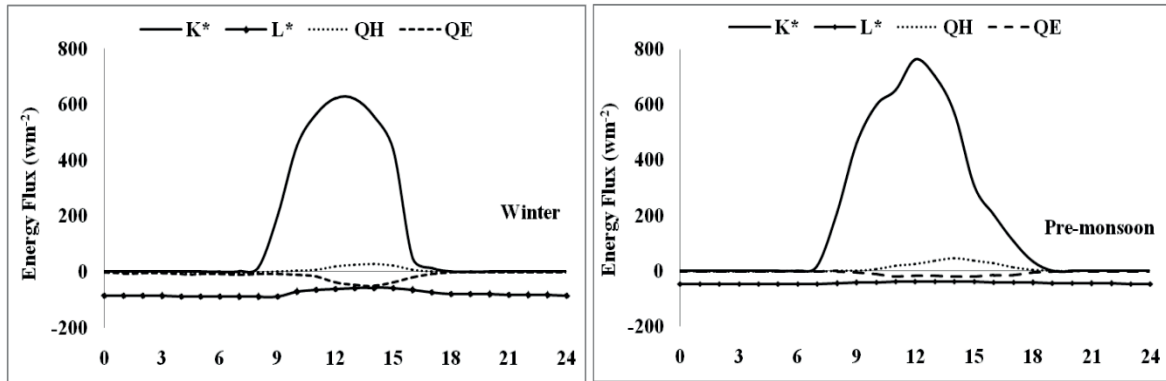 K* L* QH QE
800
600
400
200
0
-200
Energy Flux (wm-2)
Winter
0 3 6 9 12 15 18 21 24
K* L* QH QE
800
600
400
200
0
-200
Energy Flux (wm-2)
Pre-monsoon
0 3 6 9 12 15 18 21 24